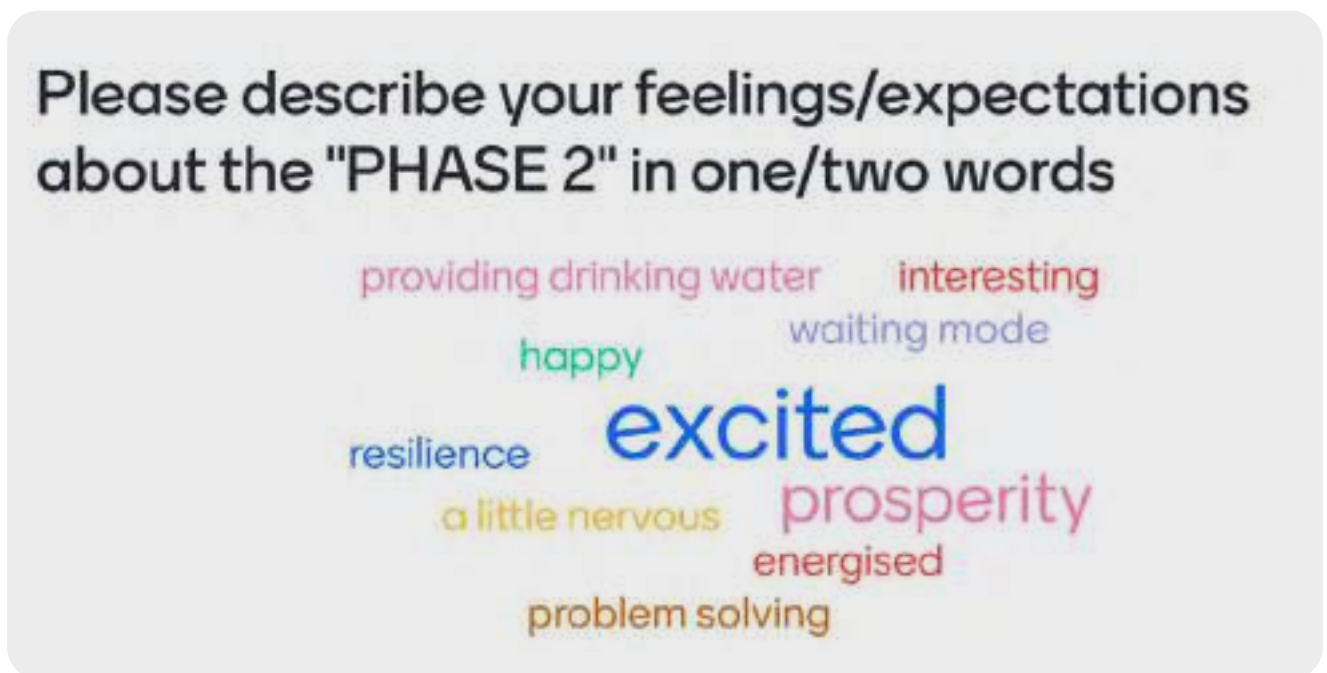 Please describe your feelings/expectations
about the "PHASE 2" in one/two words
providing drinking water
interesting
waiting mode
happy
excited
resilience
prosperity
a little nervous
energised
problem solving